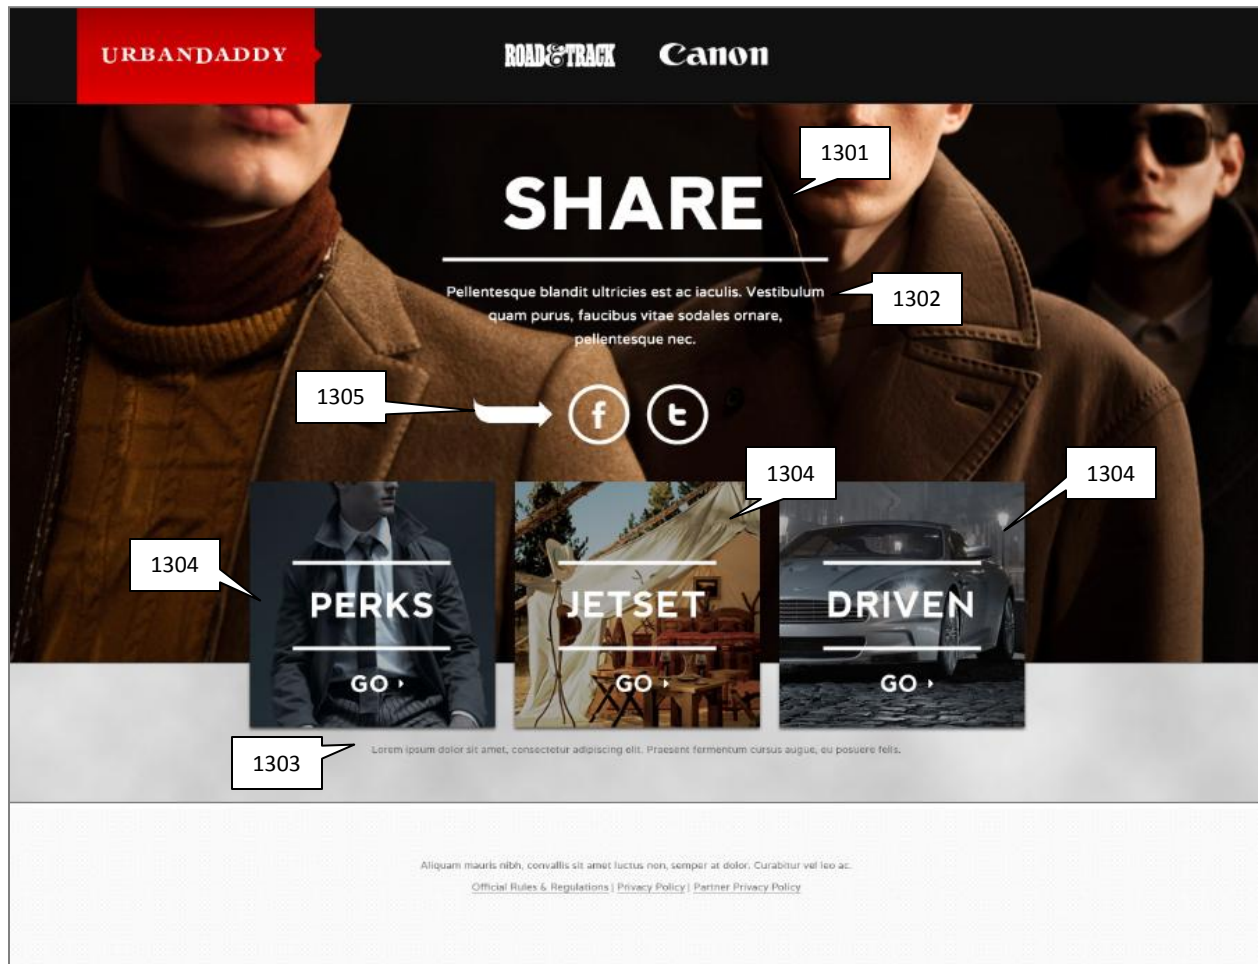 URBANDADDY
ROAD & TRACK Canon
1301
SHARE
Pellentesque blandit ultricies est ac iaculis. Vestibulum
quam purus, faucibus vitae sodales ornare,
pellentesque nec.
1302
1305
f t
1304
1304
1304
PERKS JETSET DRIVEN
GO GO GO
Lorem ipsum dolor sit amet, consectetur adipiscing elit. Praesent fermentum cursus augue, eu posuere felis.
1303
Aliquam mauris nibh, convallis sit amet luctus non, semper at dolor. Curabitur vel leo ac.
Official Rules & Regulations | Privacy Policy | Partner Privacy Policy